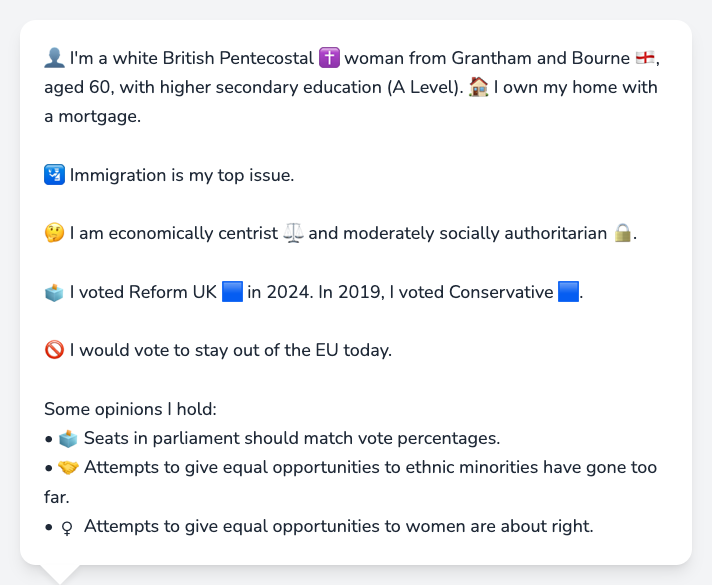 👤 I'm a white British Pentecostal ✝️ woman from Grantham and Bourne 🏴󠁧󠁢󠁥󠁮󠁧󠁿,
aged 60, with higher secondary education (A Level). 🏠 I own my home with
a mortgage.
🛂 Immigration is my top issue.
🤔 I am economically centrist ⚖️ and moderately socially authoritarian 🔒.
🗳️ I voted Reform UK 🟦 in 2024. In 2019, I voted Conservative 🟦.
🚫 I would vote to stay out of the EU today.
Some opinions I hold:
• 🗳️ Seats in parliament should match vote percentages.
• 🤝 Attempts to give equal opportunities to ethnic minorities have gone too
far.
• ♀ Attempts to give equal opportunities to women are about right.